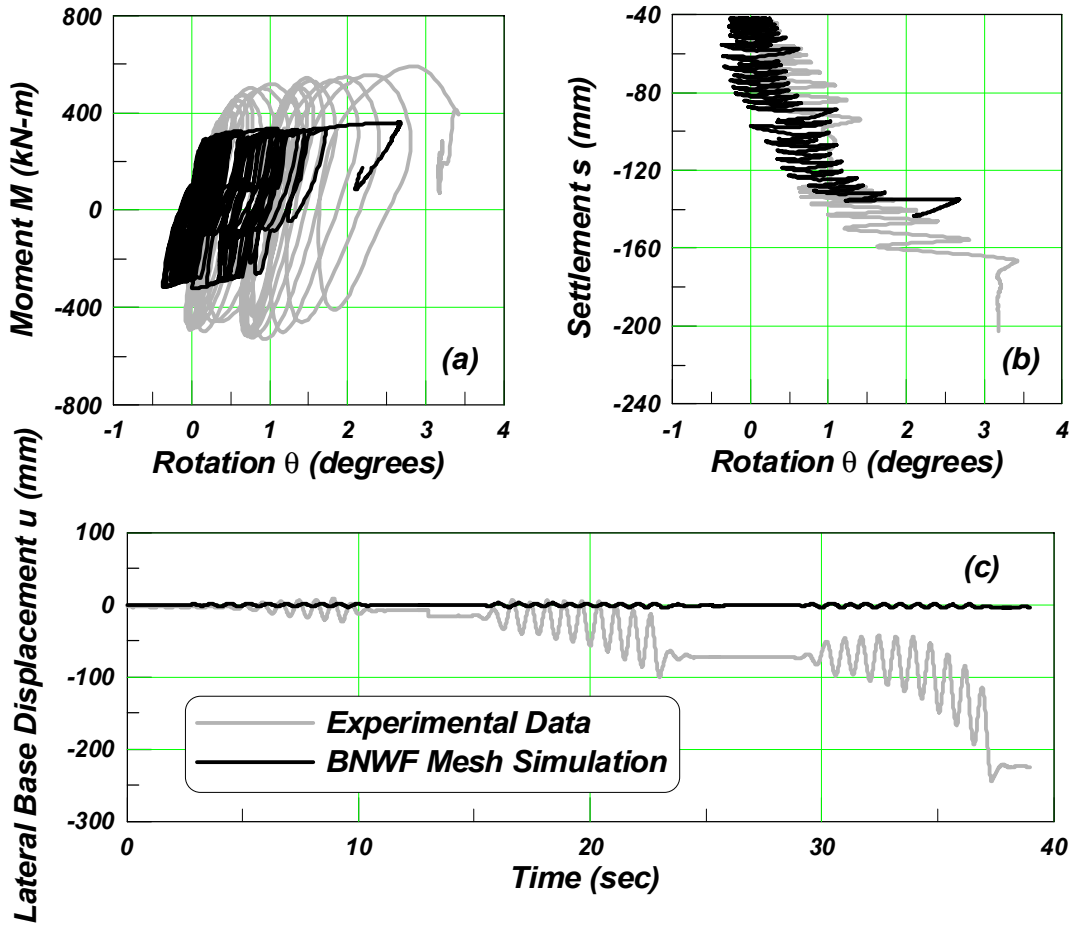 800
400
0
-400
-800
Moment M (kN-m)
(a)
-1 0 1 2 3 4
Rotation θ (degrees)
-40
-80
-120
-160
-200
-240
Settlement s (mm)
(b)
-1 0 1 2 3 4
Rotation θ (degrees)
100
0
-100
-200
-300
Lateral Base Displacement u (mm)
(c)
Experimental Data
BNWF Mesh Simulation
0 10 20 30 40
Time (sec)